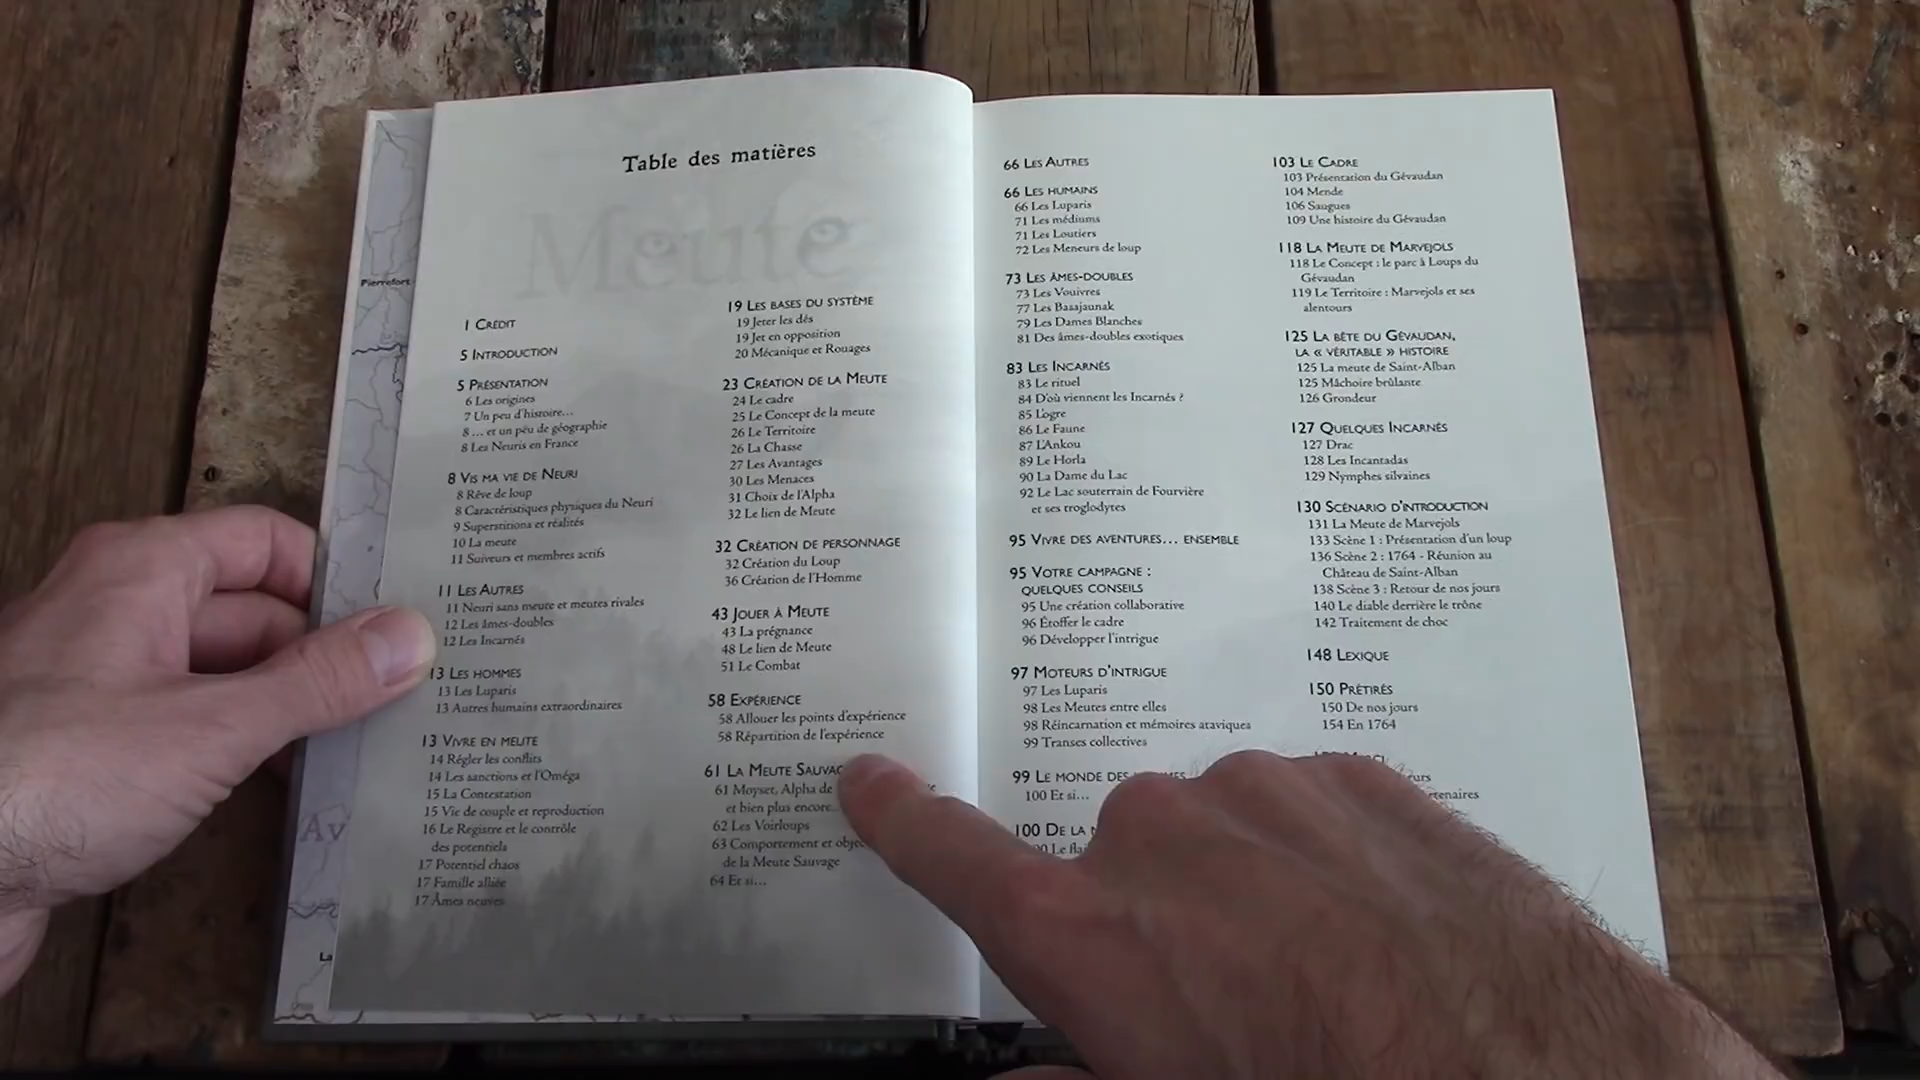 Table des matières
Meute
1 Crédit
5 Introduction
5 Présentation
6 Les origines
7 Un peu d'histoire...
8 ... et un peu de géographie
8 Les Neuris en France
8 Vis ma vie de Neuri
8 Rêve de loup
8 Caractéristiques physiques du Neuri
9 Superstitions et réalités
10 La meute
11 Suiveurs et membres actifs
11 Les Autres
11 Neuri sans meute et meutes rivales
12 Les âmes-doubles
12 Les Incarnés
13 Les hommes
13 Les Luparis
13 Autres humains extraordinaires
13 Vivre en meute
14 Régler les conflits
14 Les sanctions et l'Oméga
15 La Contestation
15 Vie de couple et reproduction
16 Le Registre et le contrôle
des potentiels
17 Potentiel chaos
17 Famille alliée
17 Âmes neuves
19 Les bases du système
19 Jeter les dés
19 Jet en opposition
20 Mécanique et Rouages
23 Création de la Meute
24 Le cadre
25 Le Concept de la meute
26 Le Territoire
26 La Chasse
27 Les Avantages
30 Les Menaces
31 Choix de l'Alpha
32 Le lien de Meute
32 Création de personnage
32 Création du Loup
36 Création de l'Homme
43 Jouer à Meute
43 La prégnance
48 Le lien de Meute
51 Le Combat
58 Expérience
58 Allouer les points d'expérience
58 Répartition de l'expérience
61 La Meute
61 Moyset, Alpha de
et bien plus encore...
62 Les Voirloups
63 Comportement et
de la Meute Sauvage
64 Et si...
66 Les Autres
66 Les humains
66 Les Luparis
71 Les médiums
71 Les Loutiers
72 Les Meneurs de loup
73 Les âmes-doubles
73 Les Vouivres
77 Les Basajaunak
79 Les Dames Blanches
81 Des âmes-doubles exotiques
83 Les Incarnés
83 Le rituel
84 D'où viennent les Incarnés ?
85 L'ogre
86 Le Faune
87 L'Ankou
89 Le Horla
90 La Dame du Lac
92 Le Lac souterrain de Fourvière
et ses troglodytes
95 Vivre des aventures... ensemble
95 Votre campagne :
quelques conseils
95 Une création collaborative
96 Étoffer le cadre
96 Développer l'intrigue
97 Moteurs d'intrigue
97 Les Luparis
98 Les Meutes entre elles
98 Réincarnation et mémoires ataviques
99 Transes collectives
99 Le monde des
100 Et si...
100 De la
Le
103 Le Cadre
103 Présentation du Gévaudan
104 Mende
106 Saugues
109 Une histoire du Gévaudan
118 La Meute de Marvejols
118 Le Concept : le parc à Loups du
Gévaudan
119 Le Territoire : Marvejols et ses
alentours
125 La bête du Gévaudan,
la « véritable » histoire
125 La meute de Saint-Alban
125 Mâchoire brûlante
126 Grondeur
127 Quelques Incarnés
127 Drac
128 Les Incantadas
129 Nymphes silvaines
130 Scénario d'introduction
131 La Meute de Marvejols
133 Scène 1 : Présentation d'un loup
136 Scène 2 : 1764 - Réunion au
Château de Saint-Alban
138 Scène 3 : Retour de nos jours
140 Le diable derrière le trône
142 Traitement de choc
148 Lexique
150 Prétirés
150 De nos jours
154 En 1764
Pierrefort
Av
La